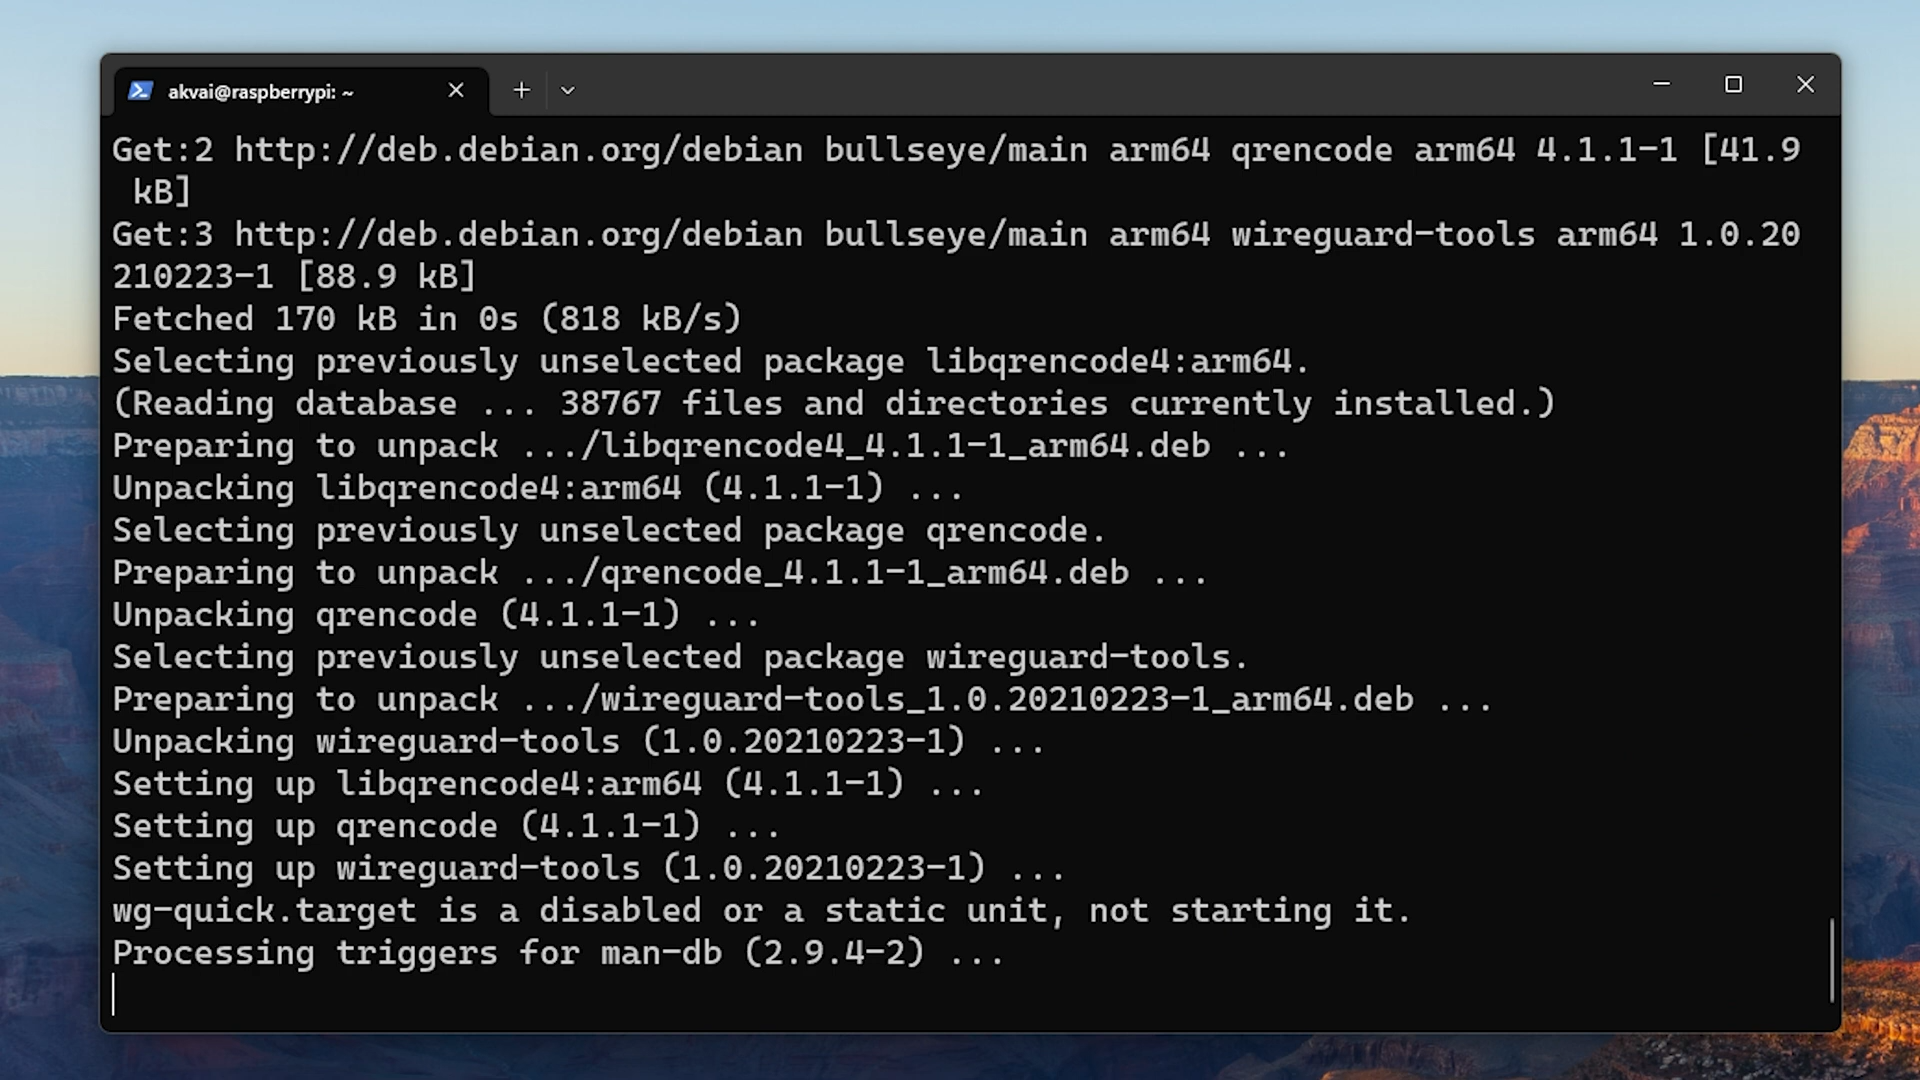 akvai@raspberrypi: ~
Get:2 http://deb.debian.org/debian bullseye/main arm64 qrencode arm64 4.1.1-1 [41.9
kB]
Get:3 http://deb.debian.org/debian bullseye/main arm64 wireguard-tools arm64 1.0.20
210223-1 [88.9 kB]
Fetched 170 kB in 0s (818 kB/s)
Selecting previously unselected package libqrencode4:arm64.
(Reading database ... 38767 files and directories currently installed.)
Preparing to unpack .../libqrencode4_4.1.1-1_arm64.deb ...
Unpacking libqrencode4:arm64 (4.1.1-1) ...
Selecting previously unselected package qrencode.
Preparing to unpack .../qrencode_4.1.1-1_arm64.deb ...
Unpacking qrencode (4.1.1-1) ...
Selecting previously unselected package wireguard-tools.
Preparing to unpack .../wireguard-tools_1.0.20210223-1_arm64.deb ...
Unpacking wireguard-tools (1.0.20210223-1) ...
Setting up libqrencode4:arm64 (4.1.1-1) ...
Setting up qrencode (4.1.1-1) ...
Setting up wireguard-tools (1.0.20210223-1) ...
wg-quick.target is a disabled or a static unit, not starting it.
Processing triggers for man-db (2.9.4-2) ...